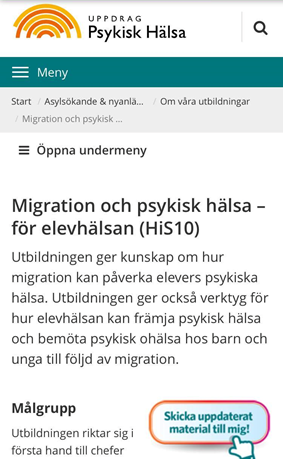 UPPDRAG
Psykisk Hälsa
Meny
Start / Asylsökande & nyanlä... / Om våra utbildningar
/ Migration och psykisk ...
Öppna undermeny
Migration och psykisk hälsa –
för elevhälsan (HiS10)
Utbildningen ger kunskap om hur
migration kan påverka elevers psykiska
hälsa. Utbildningen ger också verktyg för
hur elevhälsan kan främja psykisk hälsa
och bemöta psykisk ohälsa hos barn och
unga till följd av migration.
Målgrupp
Utbildningen riktar sig i
första hand till chefer
Skicka uppdaterat
material till mig!